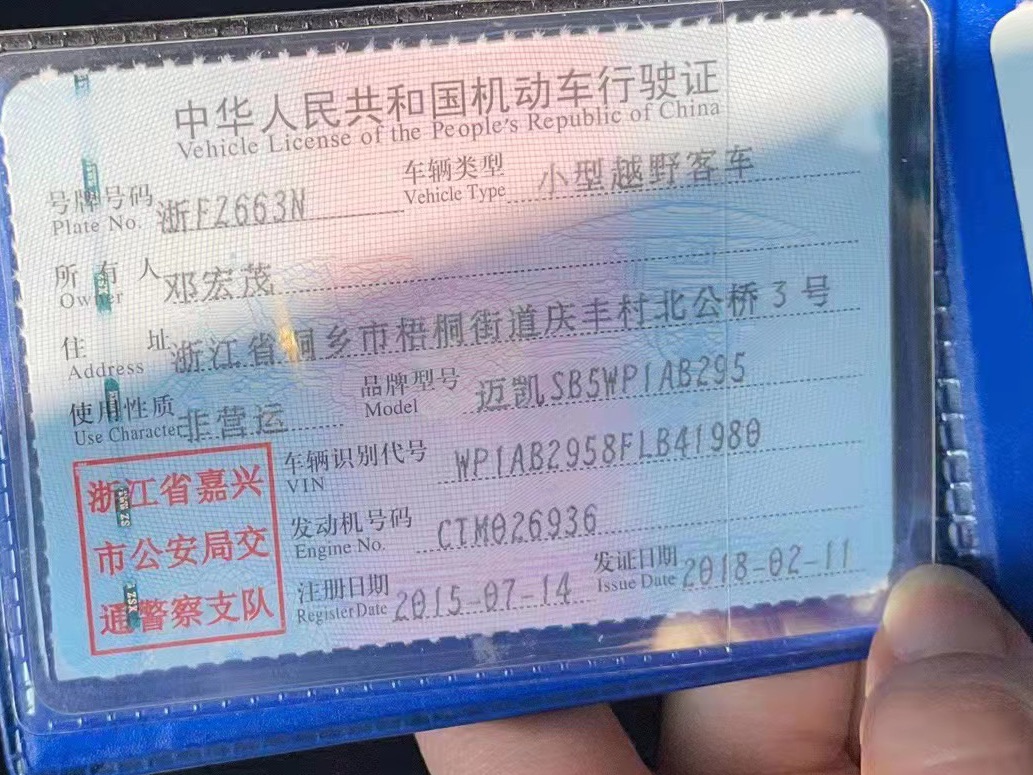 中华人民共和国机动车行驶证
Vehicle License of the People's Republic of China
号牌号码 浙FZ663N 车辆类型 小型越野客车
Plate No. Vehicle Type
所有人 邓宏茂
Owner
住址 浙江省桐乡市梧桐街道庆丰村北公桥3号
Address
使用性质 非营运 品牌型号 迈凯SB5WP1AB295
Use Character Model
车辆识别代号 WP1AB2958FLB41980
VIN
发动机号码 CTM026936
Engine No.
注册日期 2015-07-14 发证日期 2018-02-11
Register Date Issue Date
浙江省嘉兴
市公安局交
通警察支队